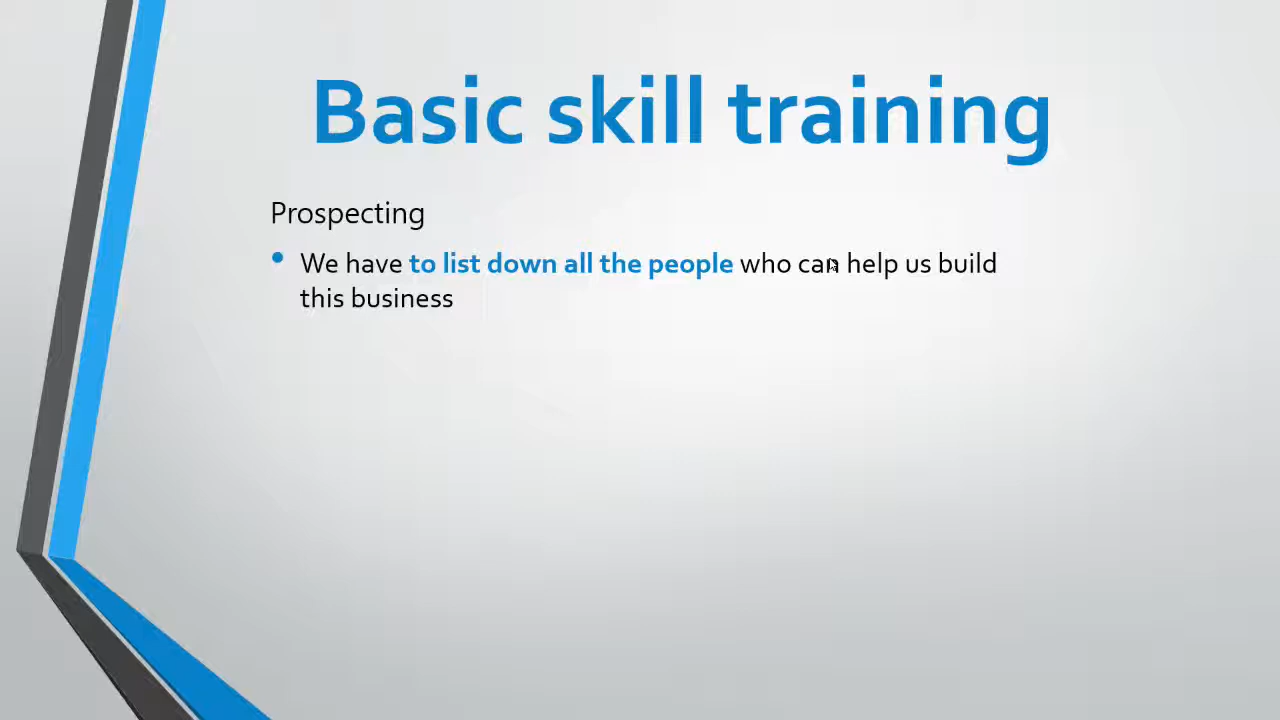 Basic skill training
Prospecting
• We have to list down all the people who can help us build
this business